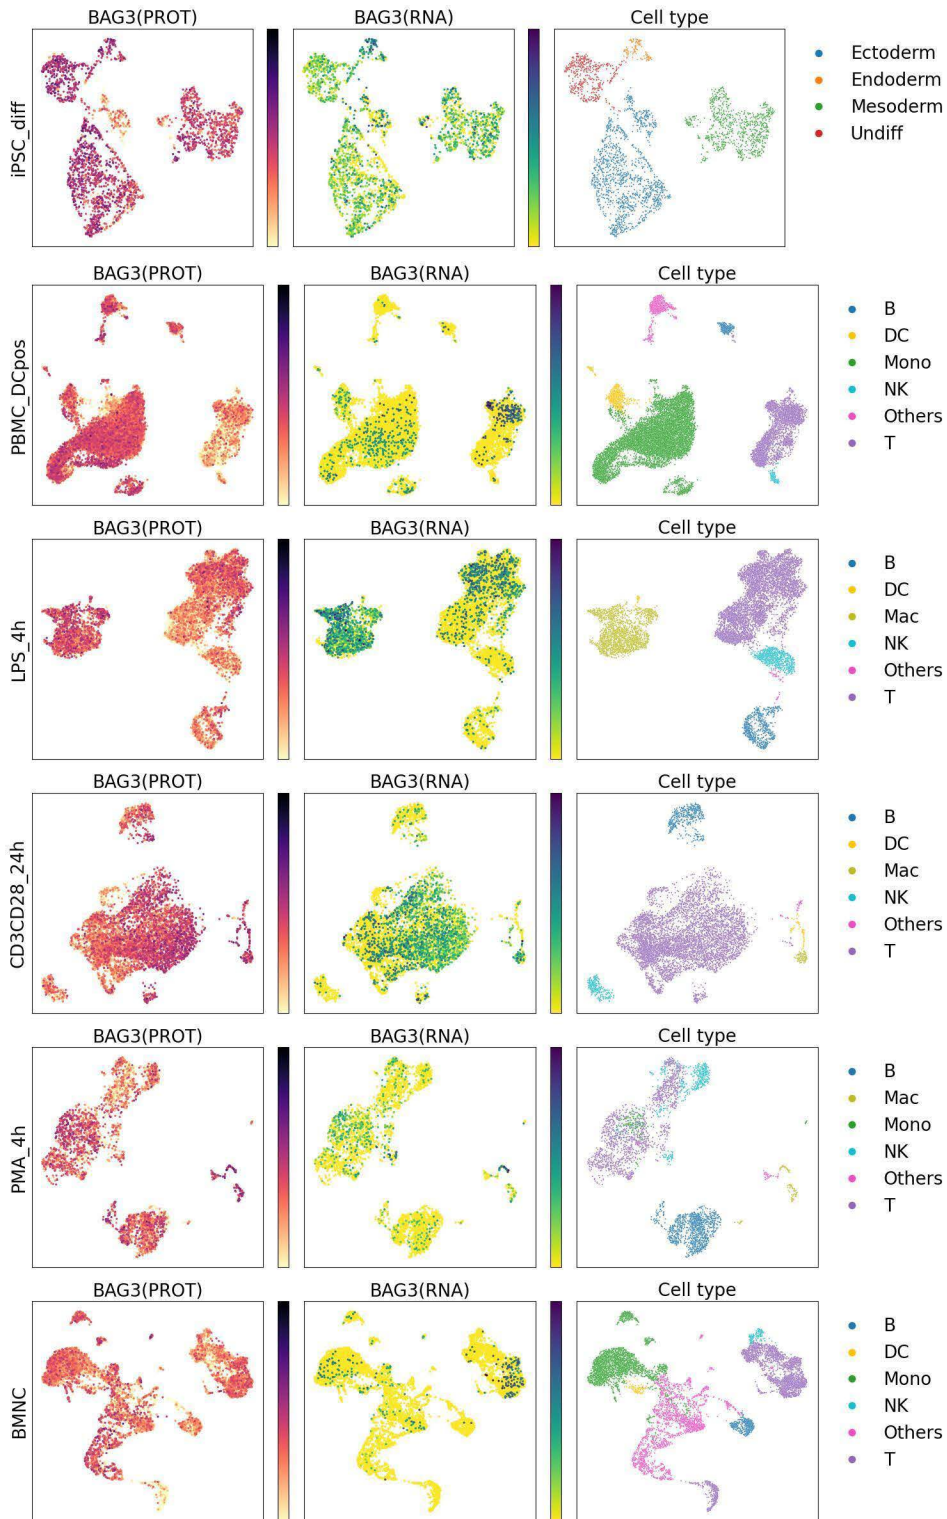 BAG3(PROT) BAG3(RNA) Cell type
iPSC_diff
Ectoderm
Endoderm
Mesoderm
Undiff
BAG3(PROT) BAG3(RNA) Cell type
PBMC_DCpos
B
DC
Mono
NK
Others
T
BAG3(PROT) BAG3(RNA) Cell type
LPS_4h
B
DC
Mac
NK
Others
T
BAG3(PROT) BAG3(RNA) Cell type
CD3CD28_24h
B
DC
Mac
NK
Others
T
BAG3(PROT) BAG3(RNA) Cell type
PMA_4h
B
Mac
Mono
NK
Others
T
BAG3(PROT) BAG3(RNA) Cell type
BMNC
B
DC
Mono
NK
Others
T